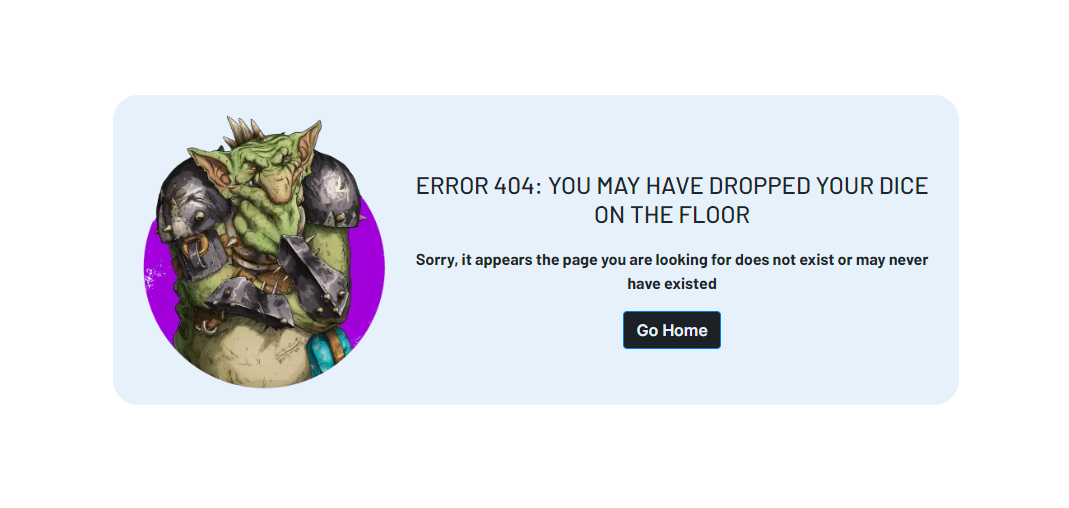 ERROR 404: YOU MAY HAVE DROPPED YOUR DICE
ON THE FLOOR
Sorry, it appears the page you are looking for does not exist or may never
have existed
Go Home